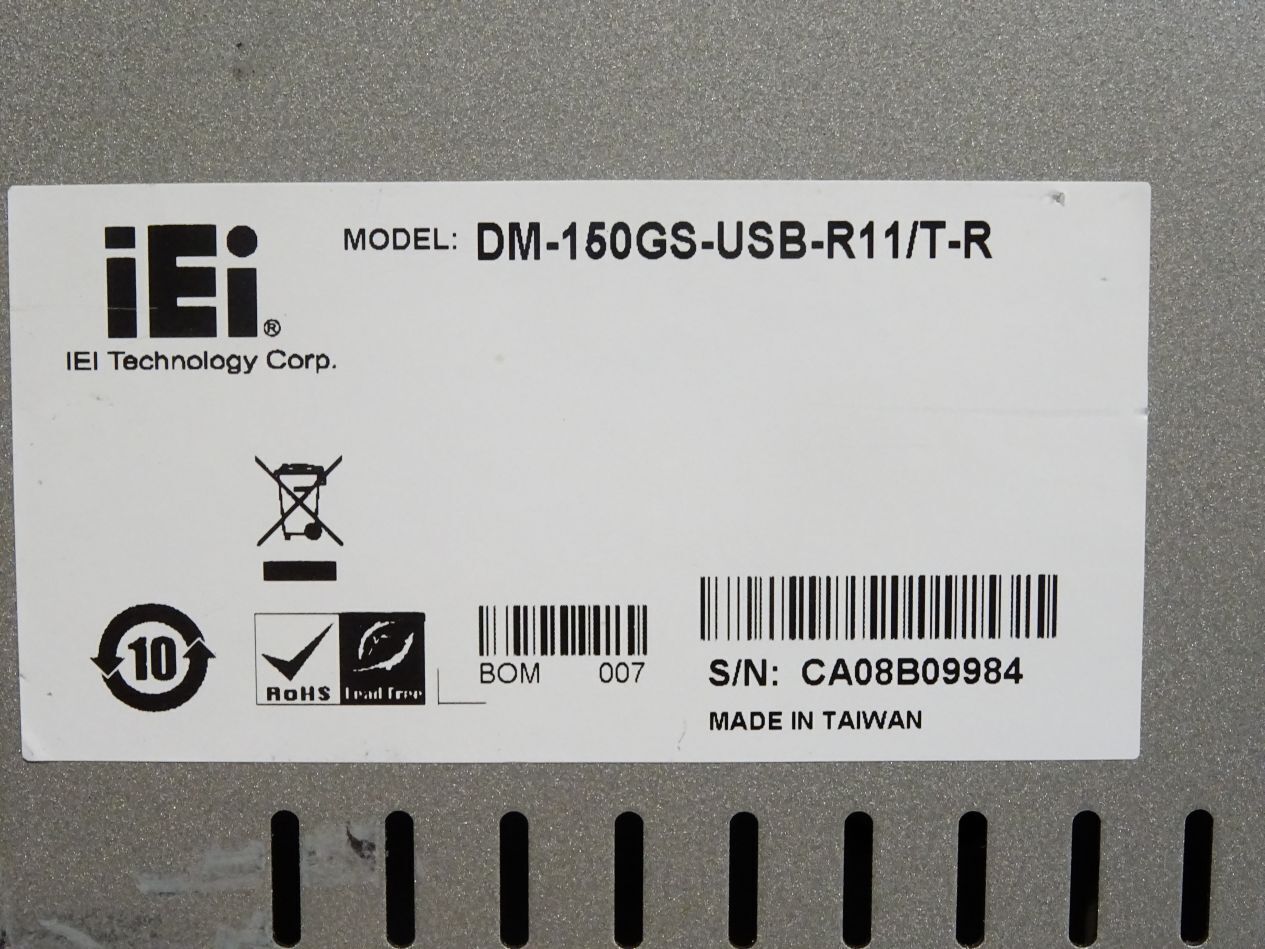 iEi®
IEI Technology Corp.
MODEL: DM-150GS-USB-R11/T-R
10
RoHS
Lead Free
BOM 007
S/N: CA08B09984
MADE IN TAIWAN